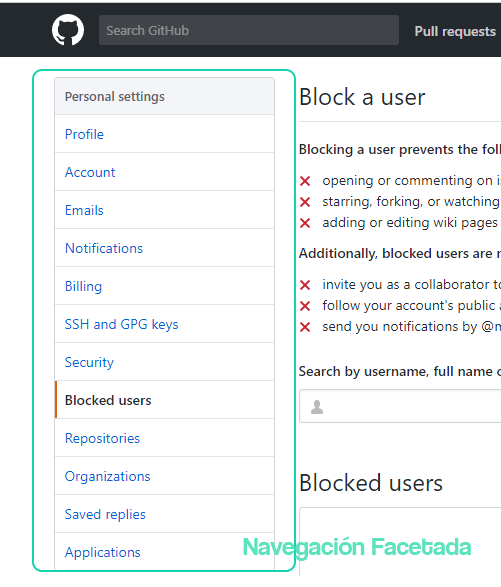 Search GitHub
Pull requests
Personal settings
Profile
Account
Emails
Notifications
Billing
SSH and GPG keys
Security
Blocked users
Repositories
Organizations
Saved replies
Applications
Block a user
Blocking a user prevents the fol
opening or commenting on is
starring, forking, or watching
adding or editing wiki pages
Additionally, blocked users are n
invite you as a collaborator to
follow your account's public a
send you notifications by @m
Search by username, full name o
Blocked users
Navegación Facetada